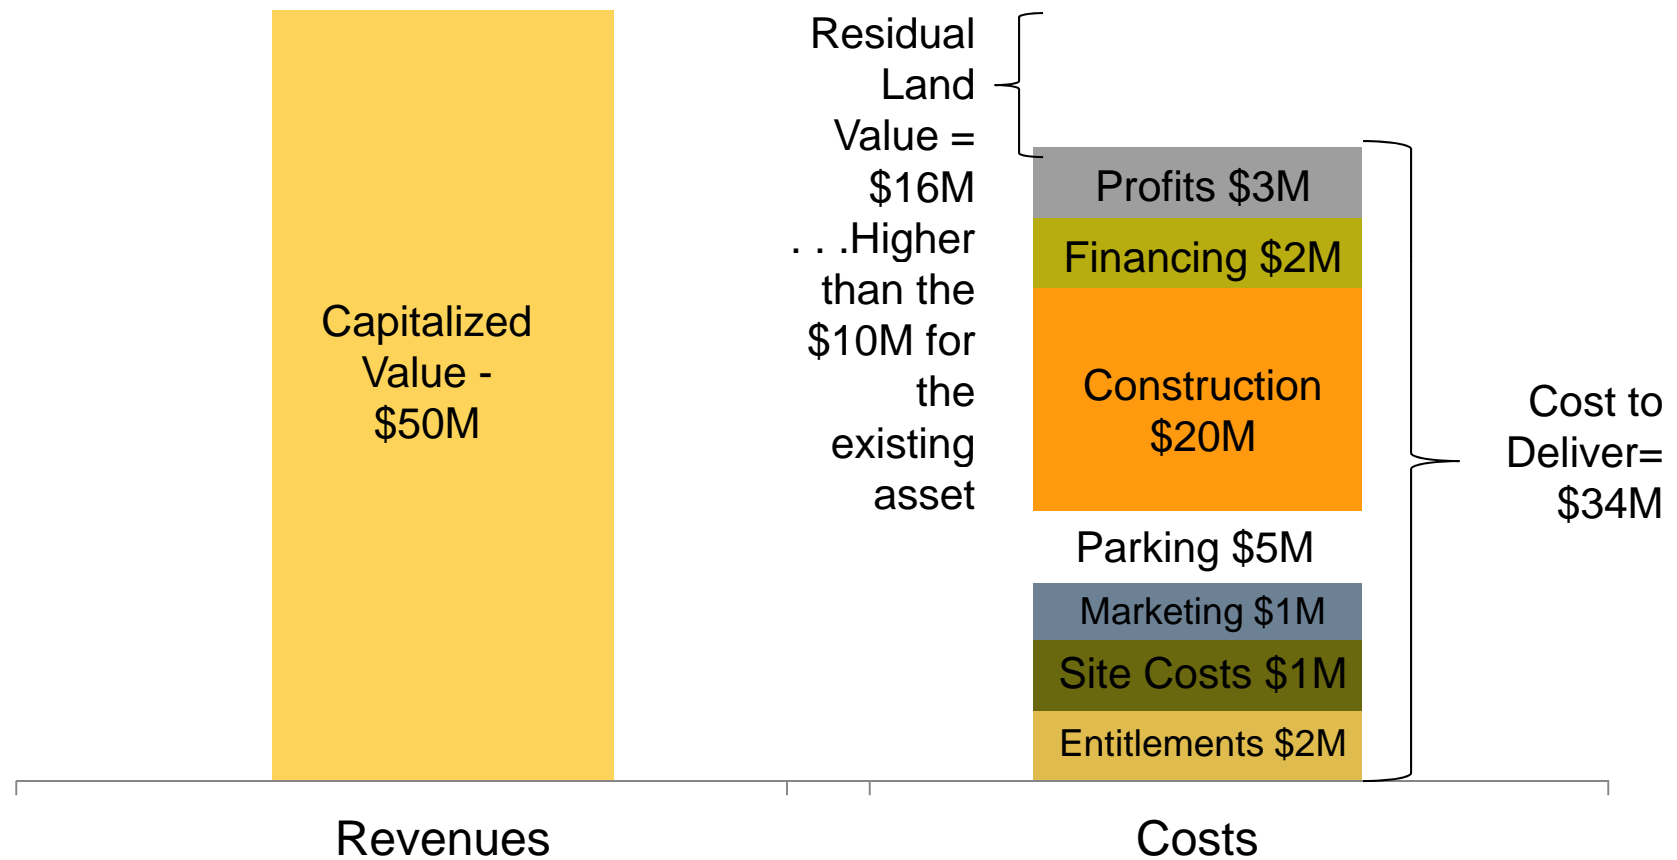 Capitalized
Value -
$50M
Residual
Land
Value =
$16M
. . .Higher
than the
$10M for
the
existing
asset
Profits $3M
Financing $2M
Construction
$20M
Parking $5M
Marketing $1M
Site Costs $1M
Entitlements $2M
Cost to
Deliver=
$34M
Revenues
Costs